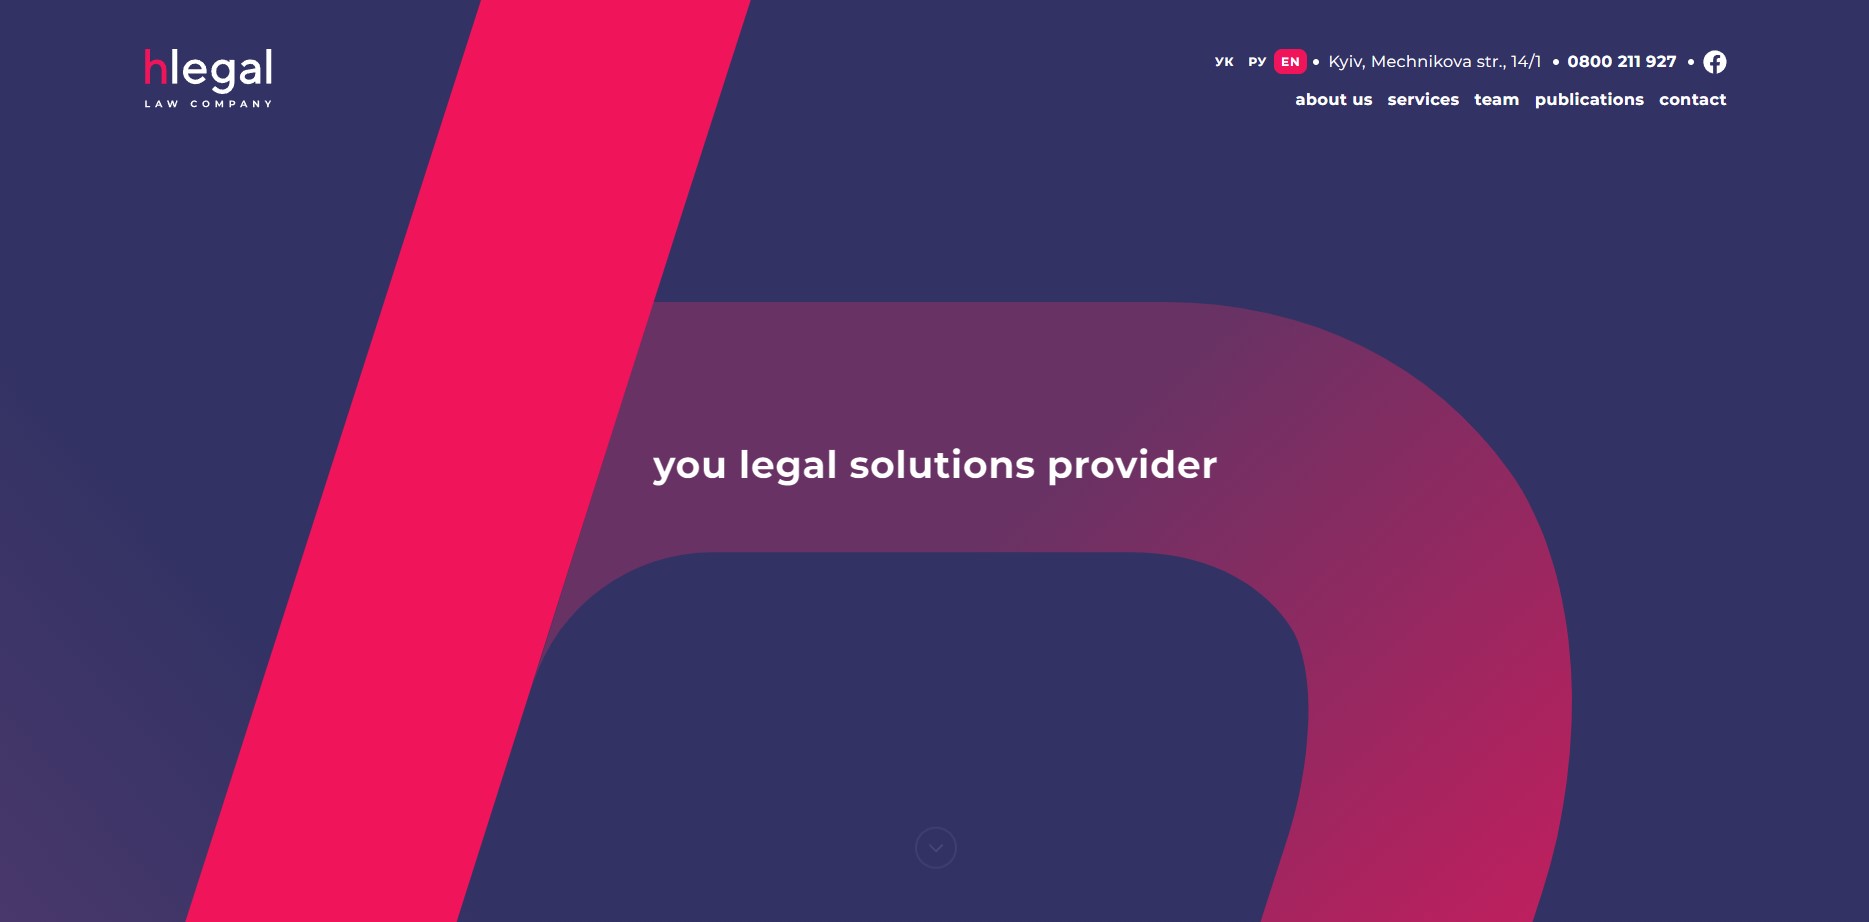 hlegal
LAW COMPANY
УК РУ EN • Kyiv, Mechnikova str., 14/1 • 0800 211 927 •
about us services team publications contact
you legal solutions provider